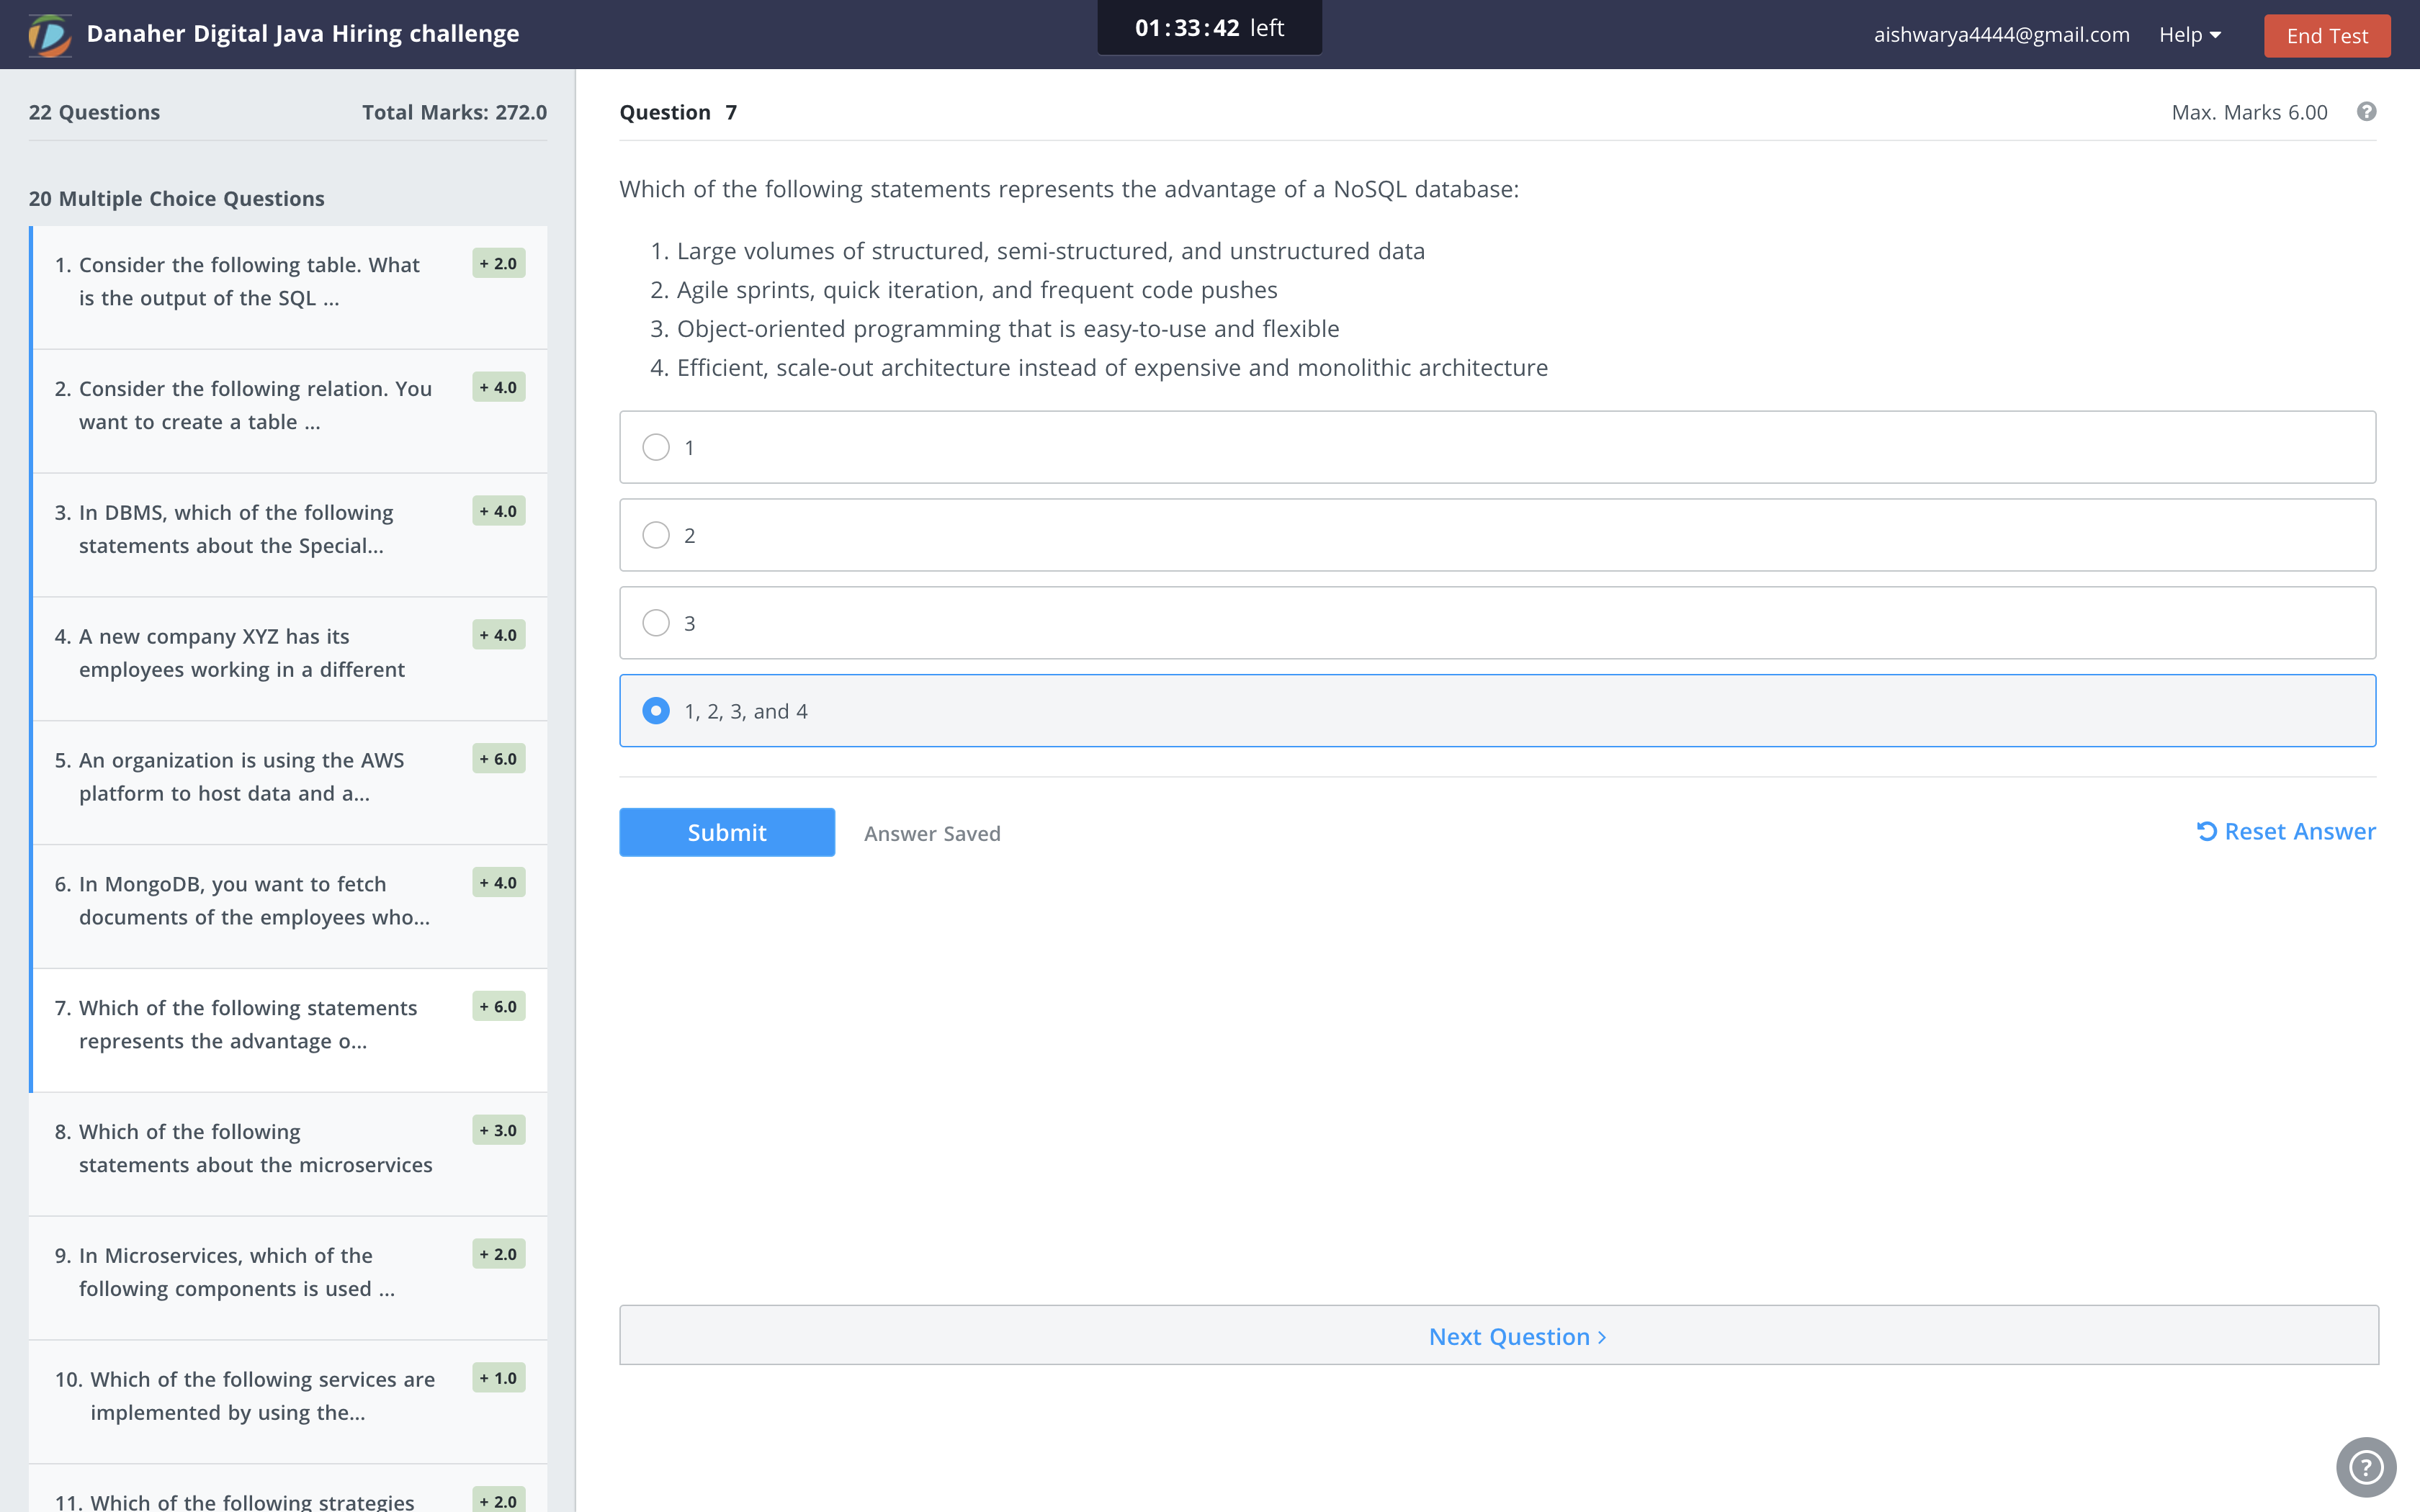 Danaher Digital Java Hiring challenge
01:33:42 left
aishwarya4444@gmail.com
Help
End Test
22 Questions
Total Marks: 272.0
20 Multiple Choice Questions
1. Consider the following table. What
is the output of the SQL ...
+ 2.0
2. Consider the following relation. You
want to create a table ...
+ 4.0
3. In DBMS, which of the following
statements about the Special...
+ 4.0
4. A new company XYZ has its
employees working in a different
+ 4.0
5. An organization is using the AWS
platform to host data and a...
+ 6.0
6. In MongoDB, you want to fetch
documents of the employees who...
+ 4.0
7. Which of the following statements
represents the advantage o...
+ 6.0
8. Which of the following
statements about the microservices
+ 3.0
9. In Microservices, which of the
following components is used ...
+ 2.0
10. Which of the following services are
implemented by using the...
+ 1.0
11. Which of the following strategies
+ 2.0
Question 7
Max. Marks 6.00
?
Which of the following statements represents the advantage of a NoSQL database:
1. Large volumes of structured, semi-structured, and unstructured data
2. Agile sprints, quick iteration, and frequent code pushes
3. Object-oriented programming that is easy-to-use and flexible
4. Efficient, scale-out architecture instead of expensive and monolithic architecture
1
2
3
1, 2, 3, and 4
Submit
Answer Saved
Reset Answer
Next Question >
?